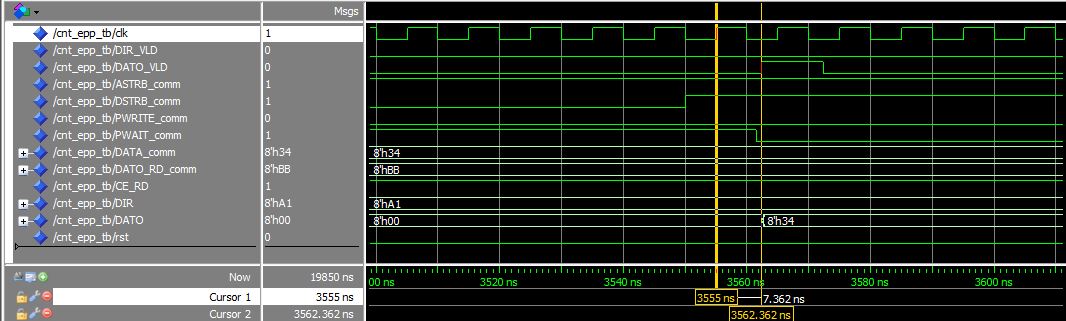 Msgs
/cnt_epp_tb/clk 1
/cnt_epp_tb/DIR_VLD 0
/cnt_epp_tb/DATO_VLD 0
/cnt_epp_tb/ASTRB_comm 1
/cnt_epp_tb/DSTRB_comm 1
/cnt_epp_tb/PWRITE_comm 0
/cnt_epp_tb/PWAIT_comm 1
/cnt_epp_tb/DATA_comm 8'h34 8'h34
/cnt_epp_tb/DATO_RD_comm 8'hBB 8'hBB
/cnt_epp_tb/CE_RD 1
/cnt_epp_tb/DIR 8'hA1 8'hA1
/cnt_epp_tb/DATO 8'h00 8'h00 8'h34
/cnt_epp_tb/rst 0
Now 19850 ns 00 ns 3520 ns 3540 ns 3560 ns 3580 ns 3600 ns
Cursor 1 3555 ns 3555 ns 7.362 ns
Cursor 2 3562.362 ns 3562.362 ns